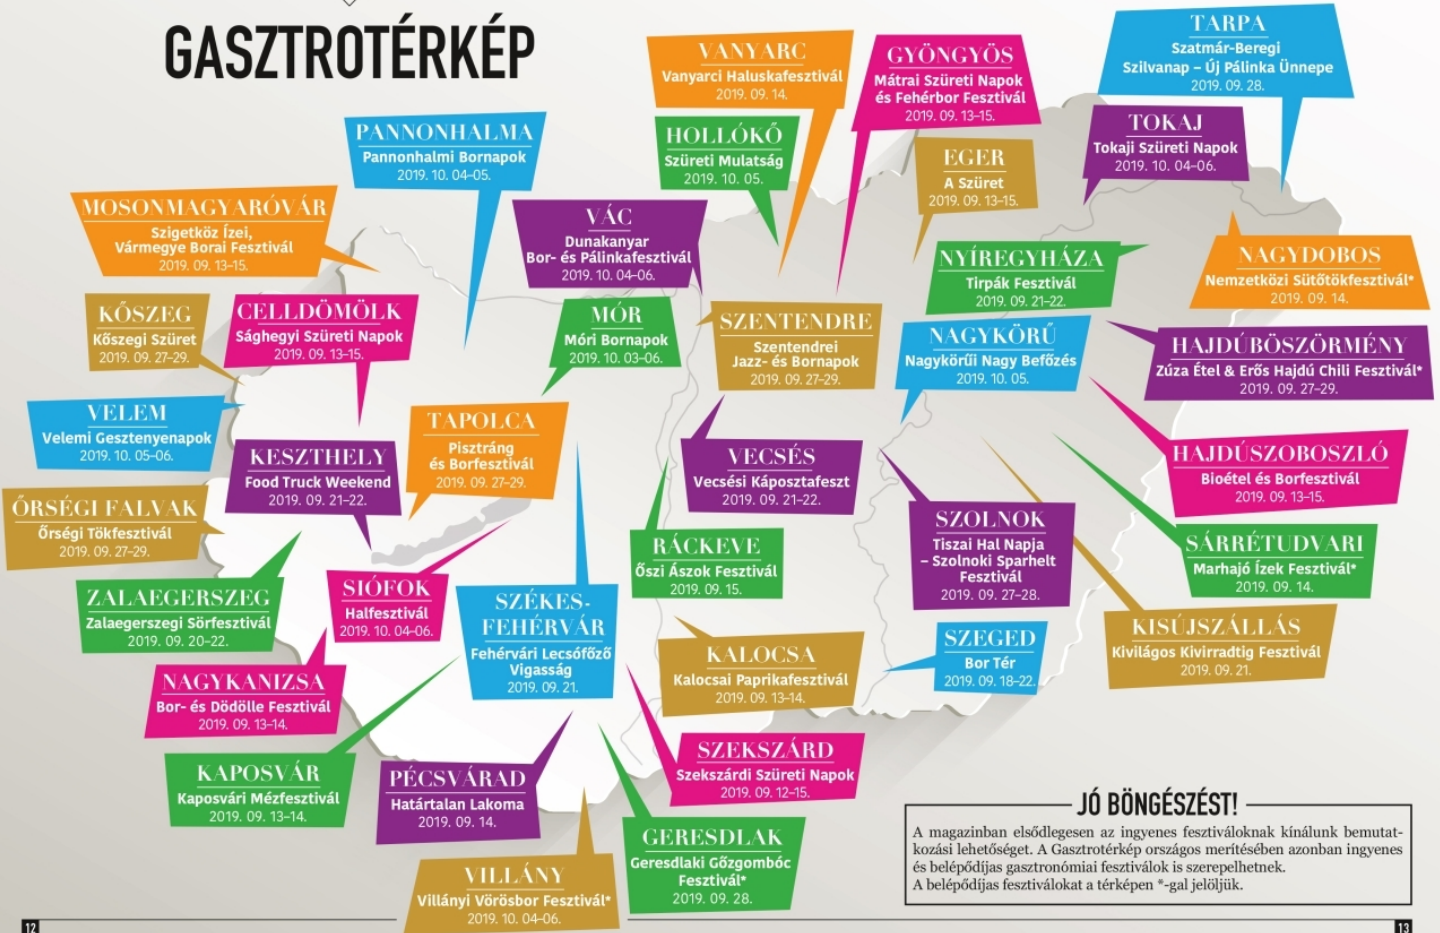 GASZTROTÉRKÉP
TARPA
Szatmár-Beregi
Szilvanap – Új Pálinka Ünnepe
2019. 09. 28.
VANYARC
Vanyarci Haluskafesztivál
2019. 09. 14.
GYÖNGYÖS
Mátrai Szüreti Napok
és Fehérbor Fesztivál
2019. 09. 13–15.
PANNONHALMA
Pannonhalmi Bornapok
2019. 10. 04–05.
HOLLÓKŐ
Szüreti Mulatság
2019. 10. 05.
EGER
A Szüret
2019. 09. 13–15.
TOKAJ
Tokaji Szüreti Napok
2019. 10. 04–06.
MOSONMAGYARÓVÁR
Szigetköz Ízei,
Vármegye Borai Fesztivál
2019. 09. 13–15.
VÁC
Dunakanyar
Bor- és Pálinkafesztivál
2019. 10. 04–06.
NYÍREGYHÁZA
Tirpák Fesztivál
2019. 09. 21–22.
NAGYDOBOS
Nemzetközi Sütőtökfesztivál*
2019. 09. 14.
KŐSZEG
Kőszegi Szüret
2019. 09. 27–29.
CELLDÖMÖLK
Sághegyi Szüreti Napok
2019. 09. 13–15.
MÓR
Móri Bornapok
2019. 10. 03–06.
SZENTENDRE
Szentendrei
Jazz- és Bornapok
2019. 09. 27–29.
NAGYKÖRŰ
Nagykörűi Nagy Befőzés
2019. 10. 05.
HAJDÚBÖSZÖRMÉNY
Zúza Étel & Erős Hajdú Chili Fesztivál*
2019. 09. 27–29.
VELEM
Velemi Gesztenyenapok
2019. 10. 05–06.
KESZTHELY
Food Truck Weekend
2019. 09. 21–22.
TAPOLCA
Pisztráng
és Borfesztivál
2019. 09. 27–29.
VECSÉS
Vecsési Káposztafeszt
2019. 09. 21–22.
HAJDÚSZOBOSZLÓ
Bioétel és Borfesztivál
2019. 09. 13–15.
ŐRSÉGI FALVAK
Őrségi Tökfesztivál
2019. 09. 27–29.
SZOLNOK
Tiszai Hal Napja
– Szolnoki Sparhelt
Fesztivál
2019. 09. 27–28.
RÁCKEVE
Őszi Ászok Fesztivál
2019. 09. 15.
SÁRRÉTUDVARI
Marhajó Ízek Fesztivál*
2019. 09. 14.
ZALAEGERSZEG
Zalaegerszegi Sörfesztivál
2019. 09. 20–22.
SIÓFOK
Halfesztivál
2019. 10. 04–06.
SZÉKES-
FEHÉRVÁR
Fehérvári Lecsófőző
Vigasság
2019. 09. 21.
KALOCSA
Kalocsai Paprikafesztivál
2019. 09. 13–14.
SZEGED
Bor Tér
2019. 09. 18–22.
KISÚJSZÁLLÁS
Kivilágos Kivirradtig Fesztivál
2019. 09. 21.
NAGYKANIZSA
Bor- és Dödölle Fesztivál
2019. 09. 13–14.
KAPOSVÁR
Kaposvári Mézfesztivál
2019. 09. 13–14.
PÉCSVÁRAD
Határtalan Lakoma
2019. 09. 14.
SZEKSZÁRD
Szekszárdi Szüreti Napok
2019. 09. 12–15.
VILLÁNY
Villányi Vörösbor Fesztivál*
2019. 10. 04–06.
GERESDLAK
Geresdlaki Gőzgombóc
Fesztivál*
2019. 09. 28.
JÓ BÖNGÉSZÉST!
A magazinban elsődlegesen az ingyenes fesztiváloknak kínálunk bemutat-
kozási lehetőséget. A Gasztrotérkép országos merítésében azonban ingyenes
és belépődíjas gasztronómiai fesztiválok is szerepelhetnek.
A belépődíjas fesztiválokat a térképen *-gal jelöljük.
12
13